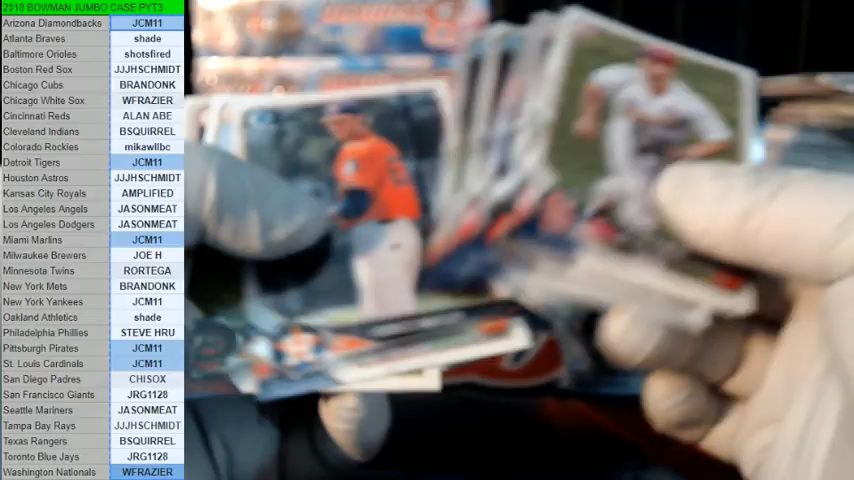 2018 BOWMAN JUMBO CASE PYT3
Arizona Diamondbacks JCM11
Atlanta Braves shade
Baltimore Orioles shotsfired
Boston Red Sox JJJHSCHMIDT
Chicago Cubs BRANDONK
Chicago White Sox WFRAZIER
Cincinnati Reds ALAN ABE
Cleveland Indians BSQUIRREL
Colorado Rockies mikawllbc
Detroit Tigers JCM11
Houston Astros JJJHSCHMIDT
Kansas City Royals AMPLIFIED
Los Angeles Angels JASONMEAT
Los Angeles Dodgers JASONMEAT
Miami Marlins JCM11
Milwaukee Brewers JOE H
Minnesota Twins RORTEGA
New York Mets BRANDONK
New York Yankees JCM11
Oakland Athletics shade
Philadelphia Phillies STEVE HRU
Pittsburgh Pirates JCM11
St. Louis Cardinals JCM11
San Diego Padres CHISOX
San Francisco Giants JRG1128
Seattle Mariners JASONMEAT
Tampa Bay Rays JJJHSCHMIDT
Texas Rangers BSQUIRREL
Toronto Blue Jays JRG1128
Washington Nationals WFRAZIER